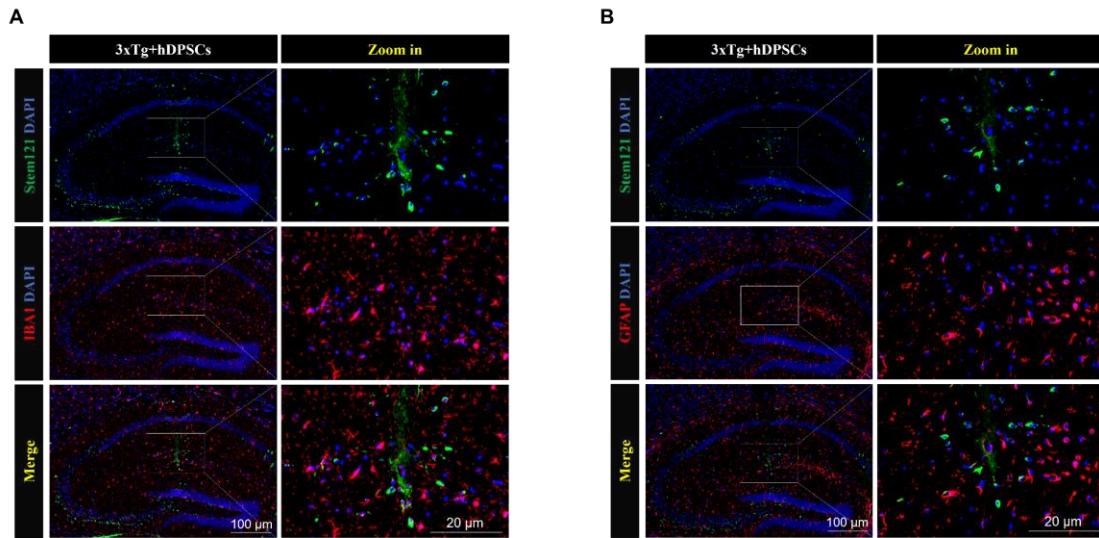 A
3xTg+hDPSCs
Zoom in
Stem121 DAPI
IBA1 DAPI
Merge
100 μm
20 μm
B
3xTg+hDPSCs
Zoom in
Stem121 DAPI
GFAP DAPI
Merge
100 μm
20 μm